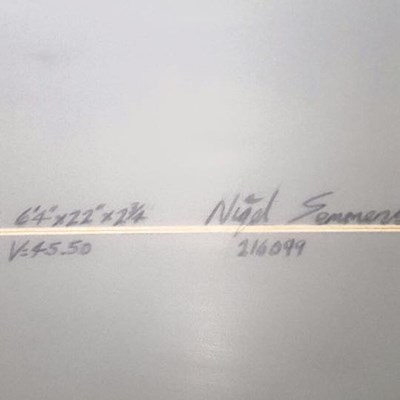 6'4" x 22" x 2 3/4
Nigel Semmens
V=45.50
216099